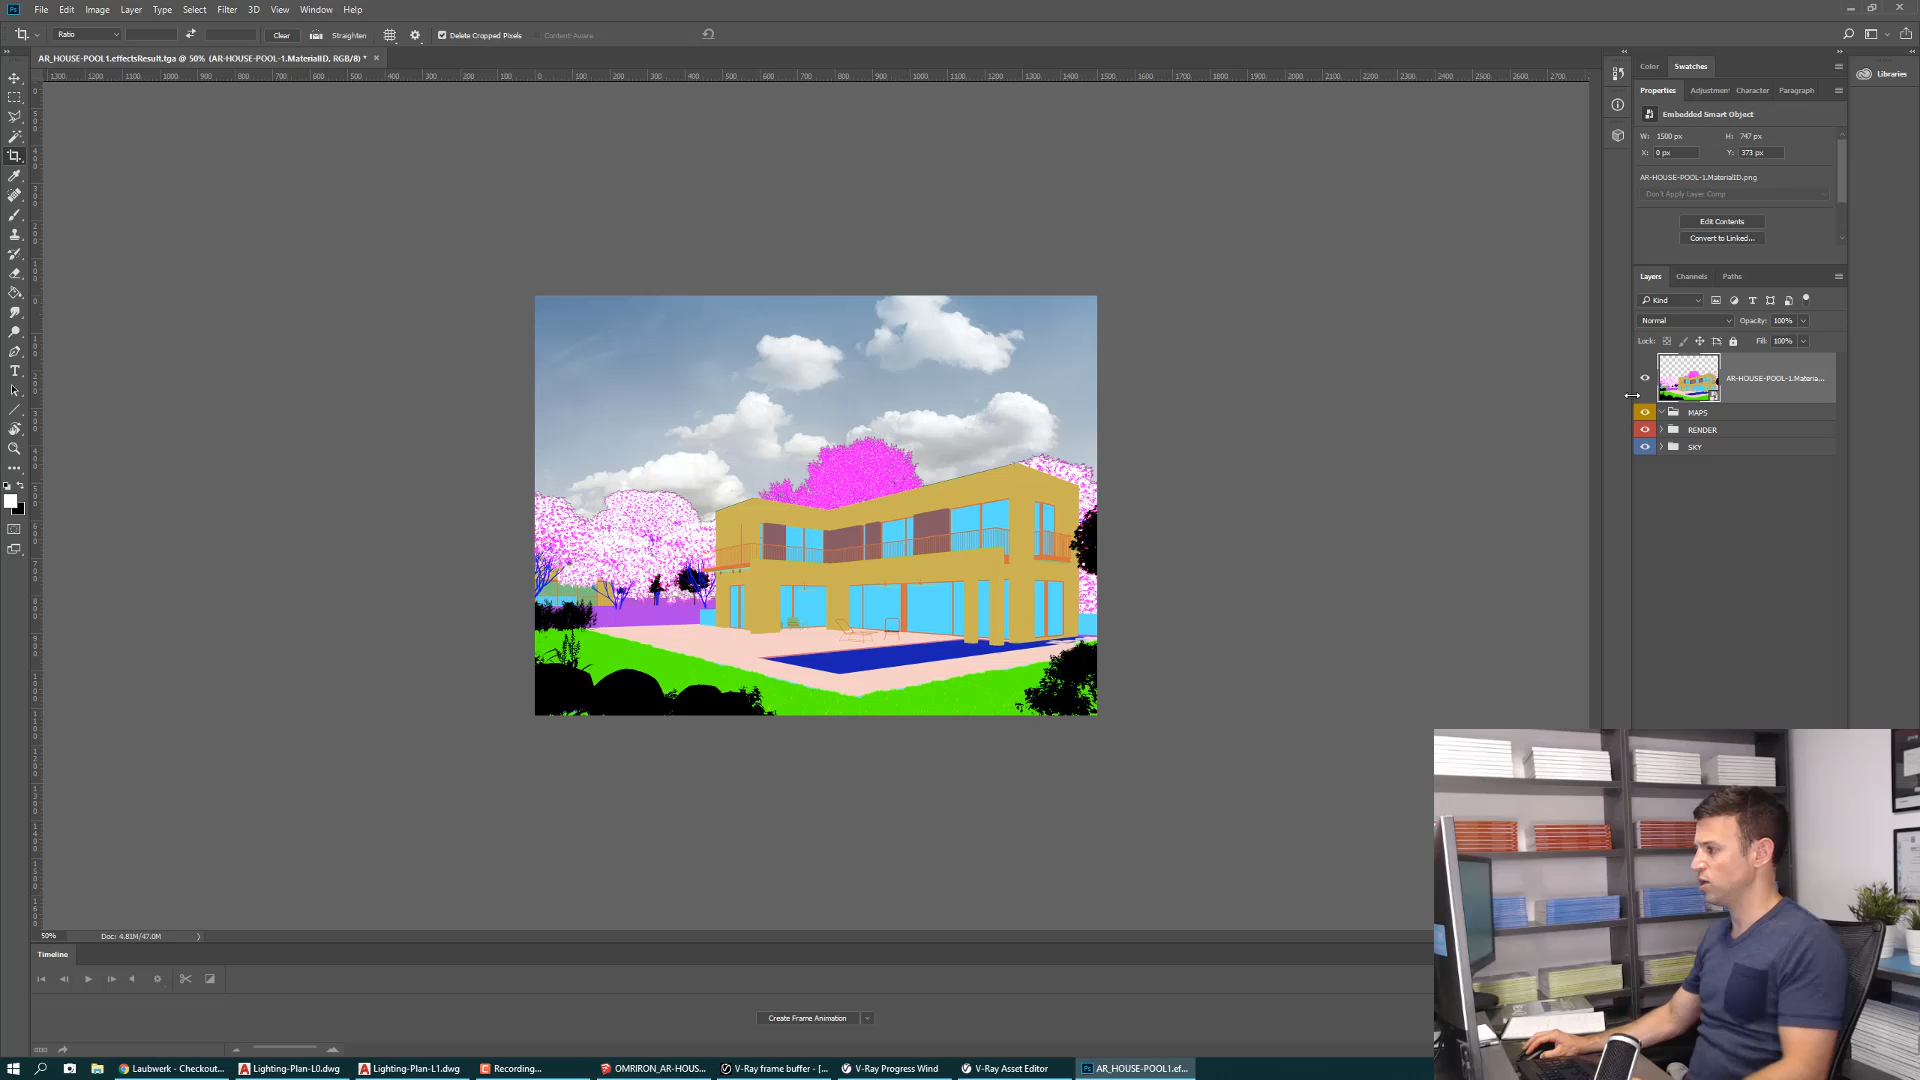 Ps File Edit Image Layer Type Select Filter 3D View Window Help
Ratio Clear Straighten Delete Cropped Pixels Content-Aware
AR_HOUSE-POOL1.effectsResult.tga @ 50% (AR-HOUSE-POOL-1.MaterialID, RGB/8) *
Color Swatches
Libraries
Properties Adjustment Character Paragraph
Embedded Smart Object
W: 1500 px H: 747 px
X: 0 px Y: 373 px
AR-HOUSE-POOL-1.MaterialID.png
Don't Apply Layer Comp
Edit Contents
Convert to Linked...
Layers Channels Paths
Kind
Normal Opacity: 100%
Lock: Fill: 100%
AR-HOUSE-POOL-1.Materia...
MAPS
RENDER
SKY
50% Doc: 4.81M/47.0M
Timeline
Create Frame Animation
Laubwerk - Checkout... Lighting-Plan-L0.dwg Lighting-Plan-L1.dwg Recording... OMRIRON_AR-HOUS... V-Ray frame buffer - [... V-Ray Progress Wind V-Ray Asset Editor AR_HOUSE-POOL1.ef...